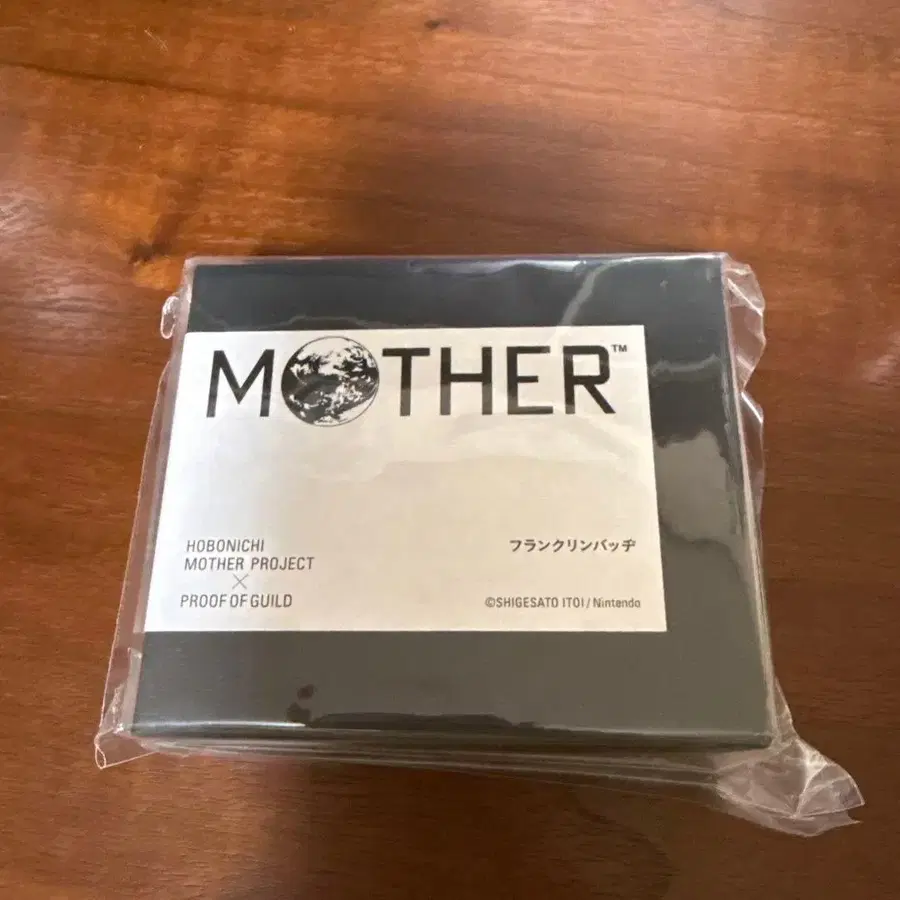 MOTHER™
HOBONICHI
MOTHER PROJECT
×
PROOF OF GUILD
フランクリンバッヂ
©SHIGESATO ITOI/Nintendo